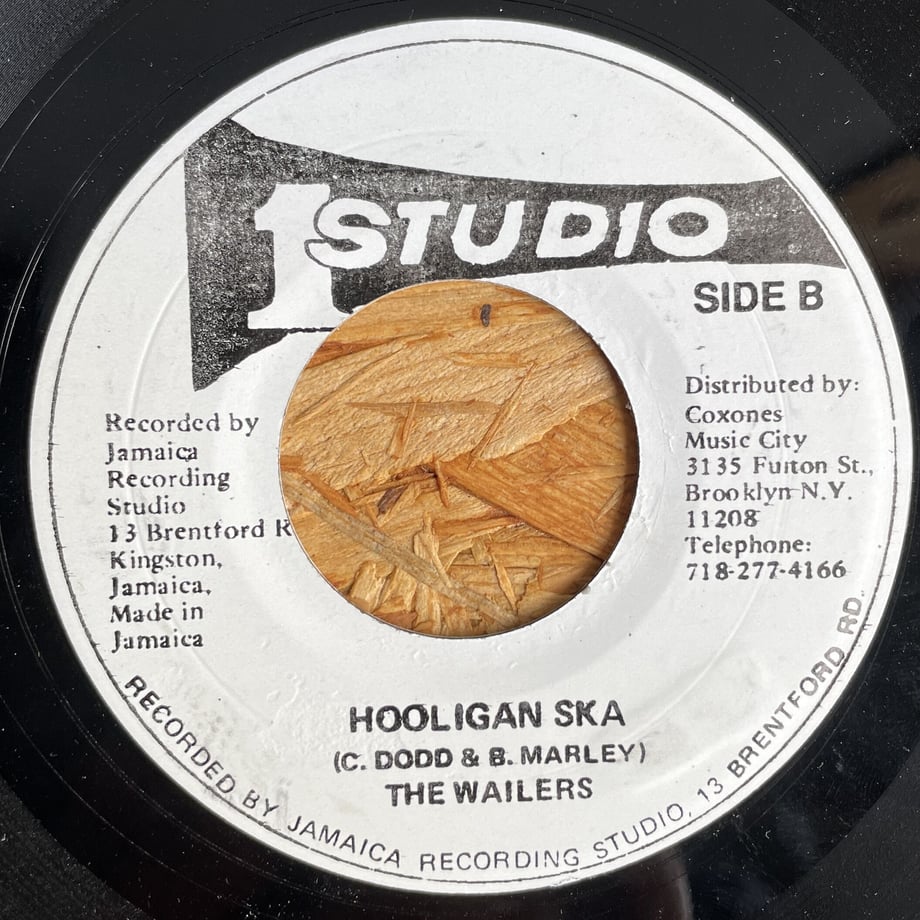 1 STUDIO
SIDE B
Recorded by
Jamaica
Recording
Studio
13 Brentford R
Kingston,
Jamaica,
Made in
Jamaica
Distributed by:
Coxones
Music City
3135 Fulton St.,
Brooklyn N.Y.
11208
Telephone:
718-277-4166
HOOLIGAN SKA
(C. DODD & B. MARLEY)
THE WAILERS
RECORDED BY JAMAICA RECORDING STUDIO, 13 BRENTFORD RD.